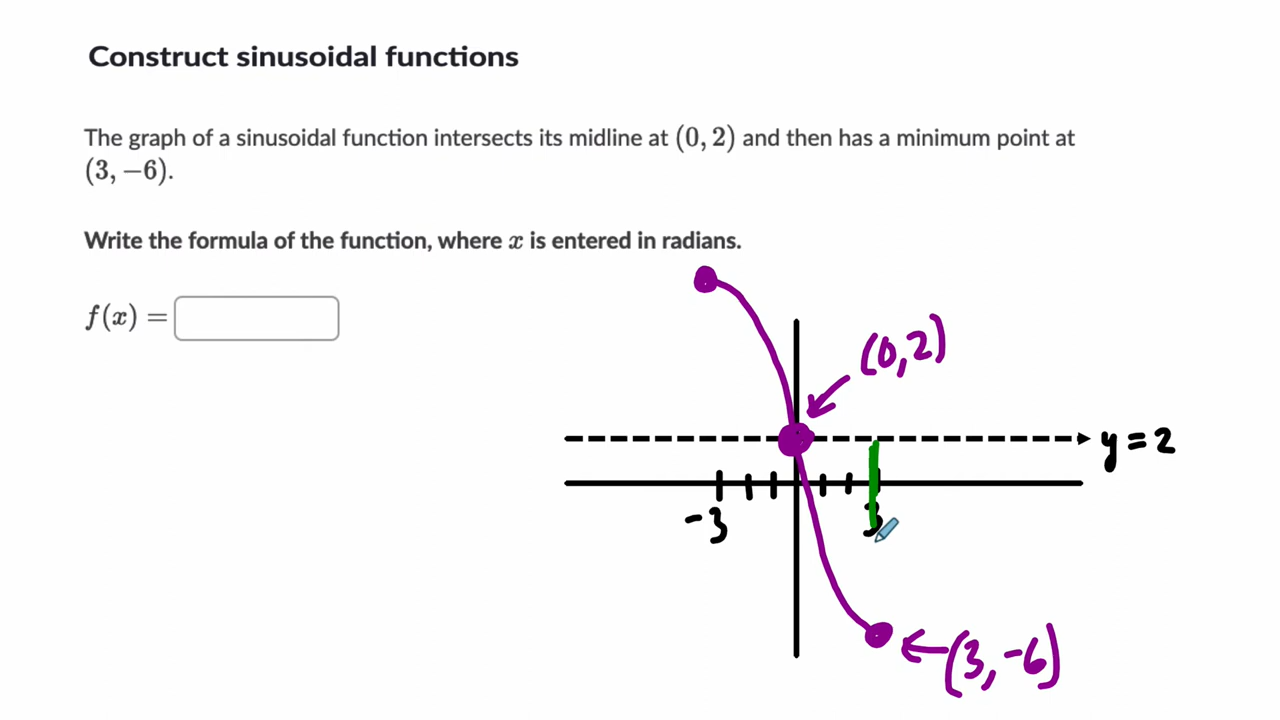 Construct sinusoidal functions
The graph of a sinusoidal function intersects its midline at (0, 2) and then has a minimum point at
(3, −6).
Write the formula of the function, where x is entered in radians.
f(x) =
(0,2)
y = 2
-3
3
(3,-6)